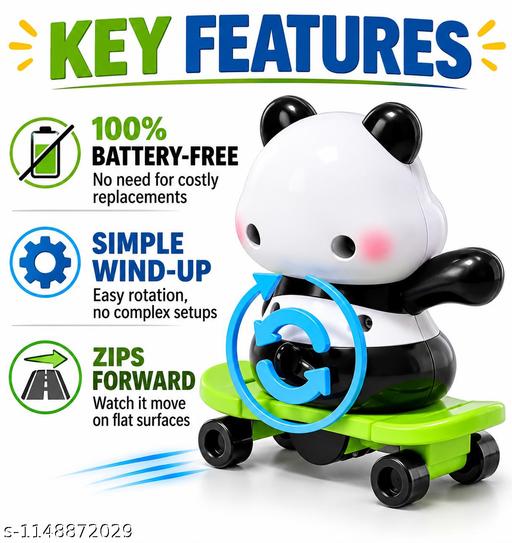 KEY FEATURES
100%
BATTERY-FREE
No need for costly
replacements
SIMPLE
WIND-UP
Easy rotation,
no complex setups
ZIPS
FORWARD
Watch it move
on flat surfaces
s-1148872029